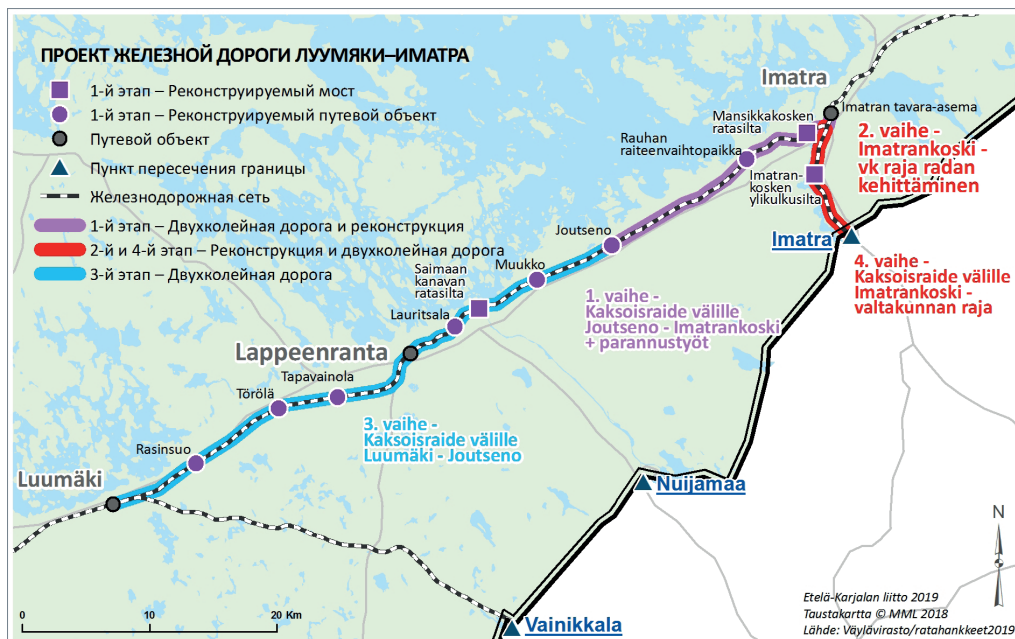 ПРОЕКТ ЖЕЛЕЗНОЙ ДОРОГИ ЛУУМЯКИ–ИМАТРА
1-й этап – Реконструируемый мост
1-й этап – Реконструируемый путевой объект
Путевой объект
Пункт пересечения границы
Железнодорожная сеть
1-й этап – Двухколейная дорога и реконструкция
2-й и 4-й этап – Реконструкция и двухколейная дорога
3-й этап – Двухколейная дорога
Imatra
Imatran tavara-asema
Mansikkakosken
ratasilta
Rauhan
raiteenvaihtopaikka
Imatran-
kosken
ylikulkusilta
2. vaihe -
Imatrankoski -
vk raja radan
kehittäminen
Imatra
4. vaihe -
Kaksoisraide välille
Imatrankoski -
valtakunnan raja
Joutseno
Muukko
Saimaan
kanavan
ratasilta
Lauritsala
1. vaihe -
Kaksoisraide välille
Joutseno - Imatrankoski
+ parannustyöt
Lappeenranta
Tapavainola
Törölä
3. vaihe -
Kaksoisraide välille
Luumäki - Joutseno
Rasinsuo
Luumäki
Nuijamaa
Vainikkala
N
0 10 20 Km
Etelä-Karjalan liitto 2019
Taustakartta © MML 2018
Lähde: Väylävirasto/ratahankkeet2019